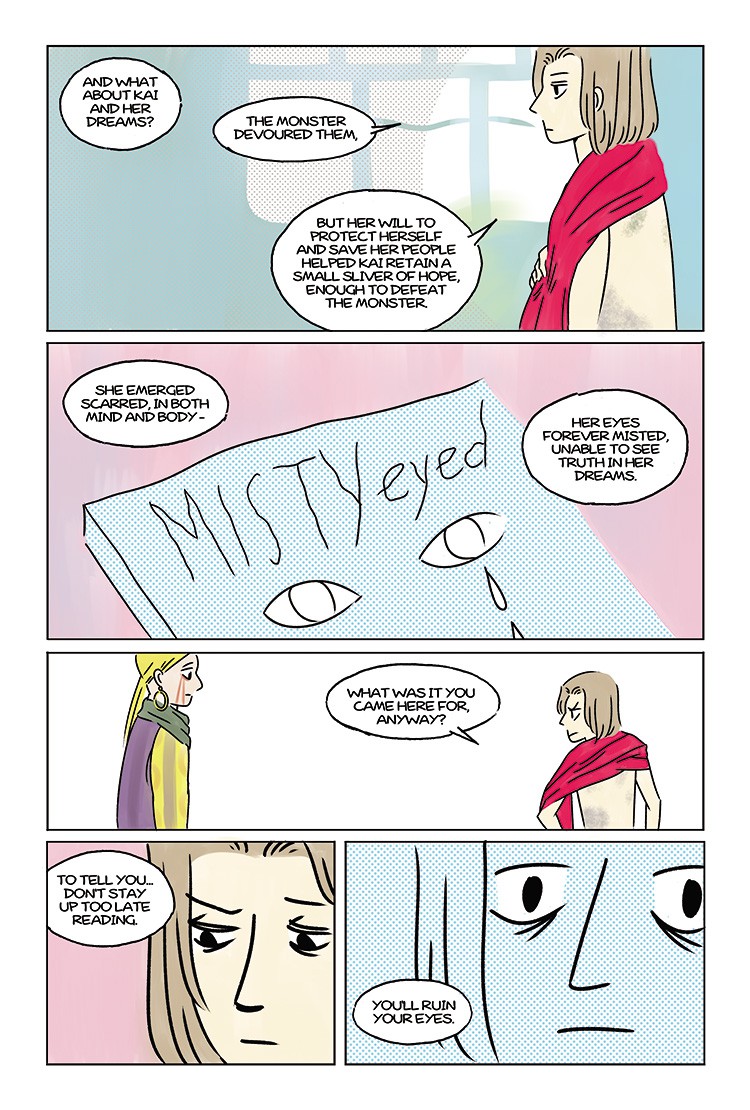 AND WHAT
ABOUT KAI
AND HER
DREAMS?
THE MONSTER
DEVOURED THEM,
BUT HER WILL TO
PROTECT HERSELF
AND SAVE HER PEOPLE
HELPED KAI RETAIN A
SMALL SLIVER OF HOPE,
ENOUGH TO DEFEAT
THE MONSTER.
SHE EMERGED
SCARRED, IN BOTH
MIND AND BODY -
HER EYES
FOREVER MISTED,
UNABLE TO SEE
TRUTH IN HER
DREAMS.
MISTY eyed
WHAT WAS IT YOU
CAME HERE FOR,
ANYWAY?
TO TELL YOU...
DON'T STAY
UP TOO LATE
READING.
YOU'LL RUIN
YOUR EYES.